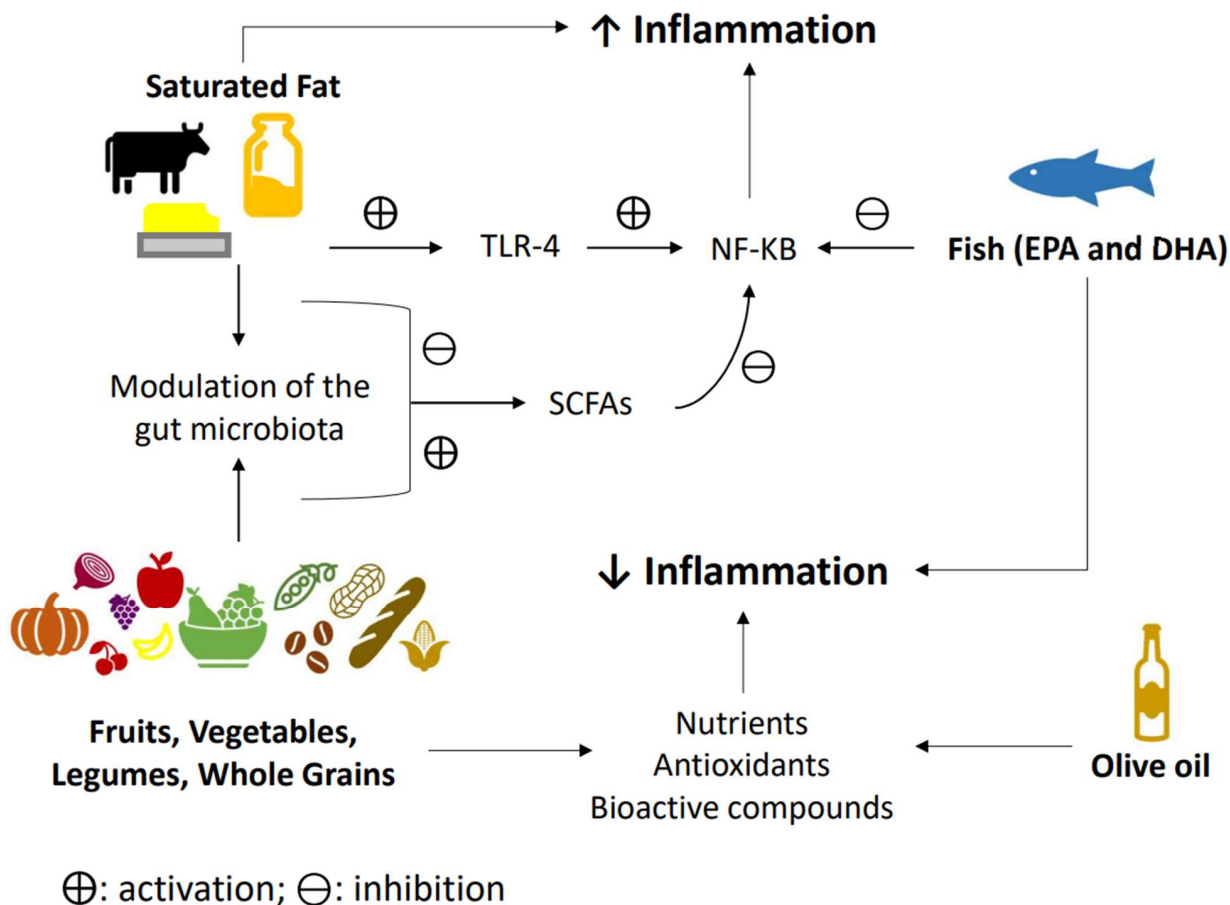 ↑ Inflammation
Saturated Fat
⊕
⊕
⊖
TLR-4
NF-KB
Fish (EPA and DHA)
⊖
⊖
Modulation of the
gut microbiota
SCFAs
⊕
↓ Inflammation
Fruits, Vegetables,
Legumes, Whole Grains
Nutrients
Antioxidants
Bioactive compounds
Olive oil
⊕: activation; ⊖: inhibition